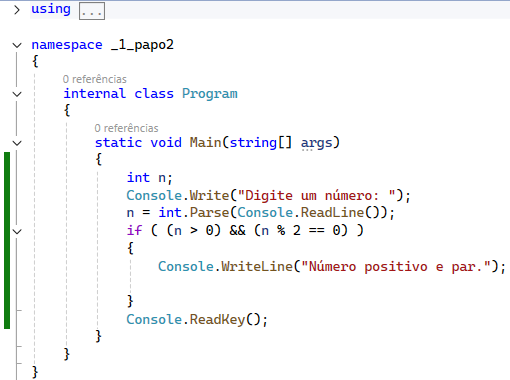 using ...
namespace _1_papo2
{
0 referências
internal class Program
{
0 referências
static void Main(string[] args)
{
int n;
Console.Write("Digite um número: ");
n = int.Parse(Console.ReadLine());
if ( (n > 0) && (n % 2 == 0) )
{
Console.WriteLine("Número positivo e par.");
}
Console.ReadKey();
}
}
}